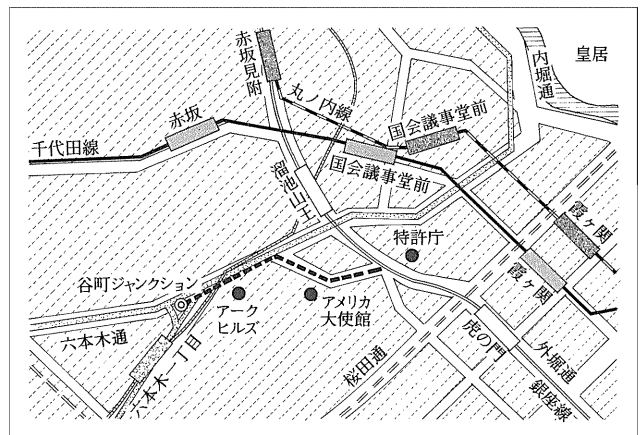 皇居
内堀通
赤坂見附
丸ノ内線
赤坂
国会議事堂前
千代田線
国会議事堂前
溜池山王
霞ヶ関
特許庁
霞ヶ関
谷町ジャンクション
アーク
ヒルズ
アメリカ
大使館
六本木通
六本木一丁目
虎の門
外堀通
桜田通
銀座線